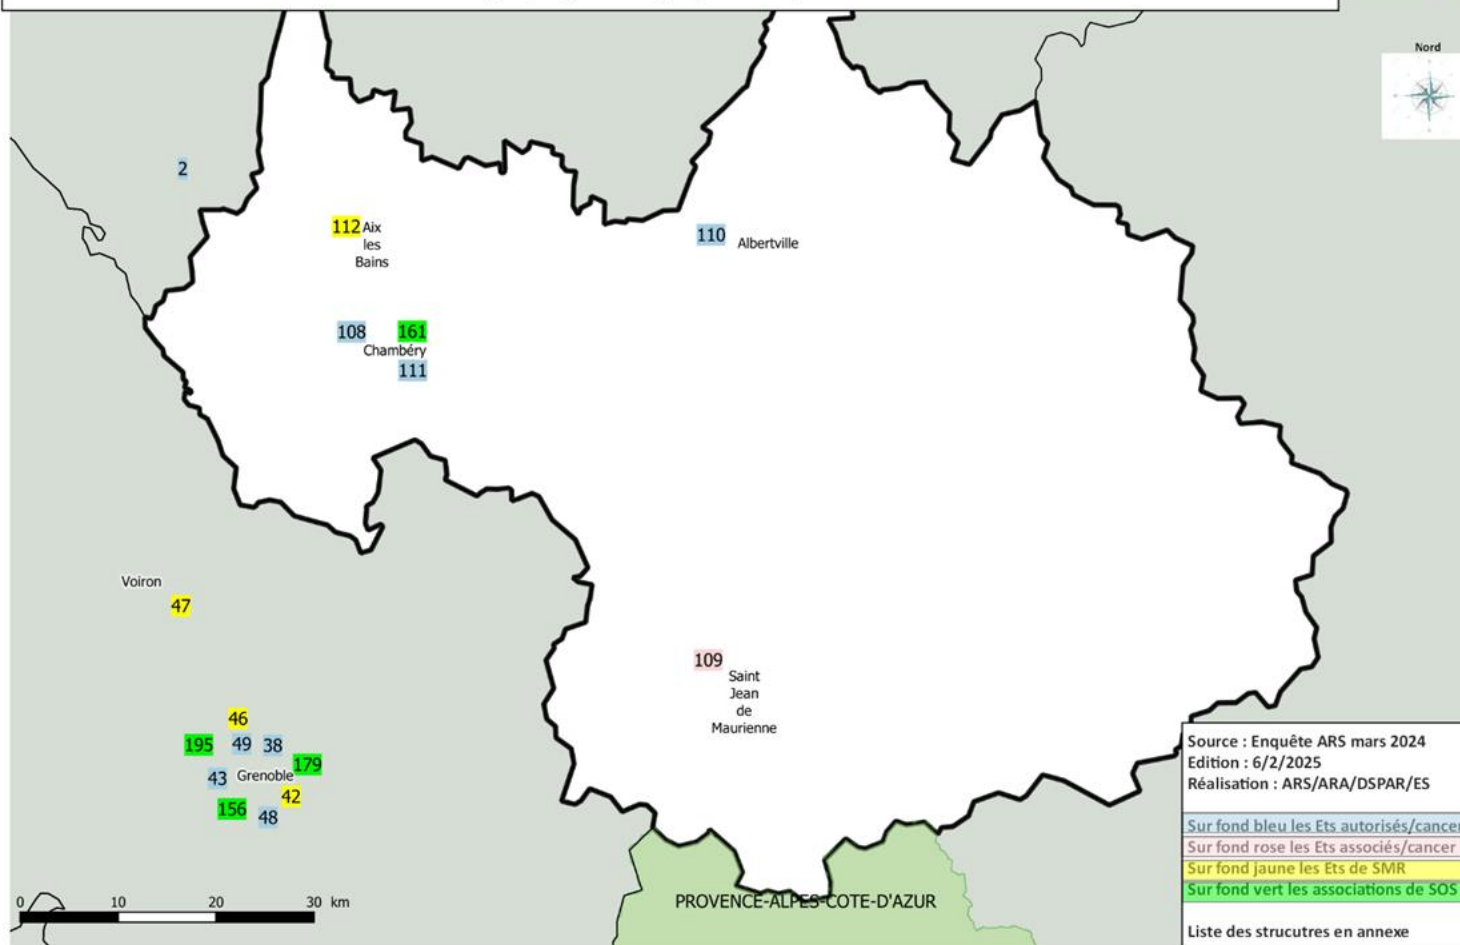 Nord
2
112 Aix
les
Bains
110
Albertville
108
161
Chambéry
111
Voiron
47
109
Saint
Jean
de
Maurienne
46
195
49
38
179
43
Grenoble
42
156
48
0 10 20 30 km
PROVENCE-ALPES-COTE-D'AZUR
Source : Enquête ARS mars 2024
Edition : 6/2/2025
Réalisation : ARS/ARA/DSPAR/ES
Sur fond bleu les Ets autorisés/cancer
Sur fond rose les Ets associés/cancer
Sur fond jaune les Ets de SMR
Sur fond vert les associations de SOS
Liste des strucutres en annexe